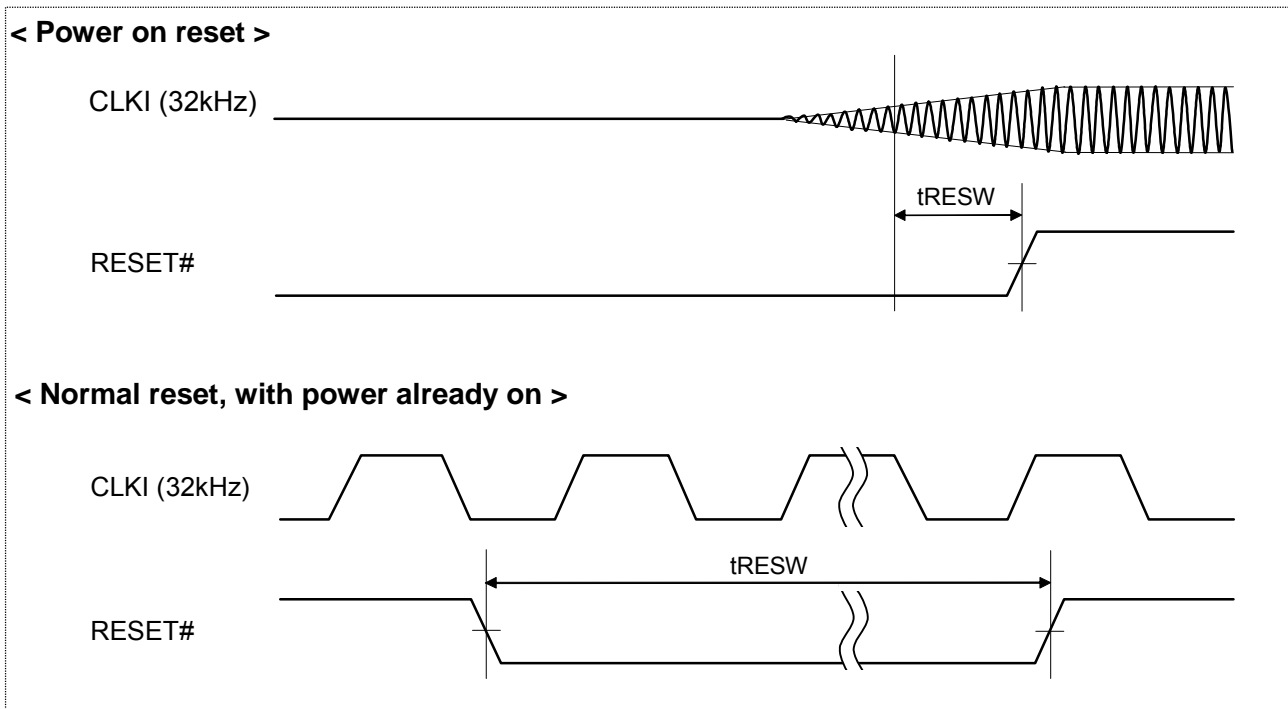 < Power on reset >
CLKI (32kHz)
tRESW
RESET#
< Normal reset, with power already on >
CLKI (32kHz)
tRESW
RESET#